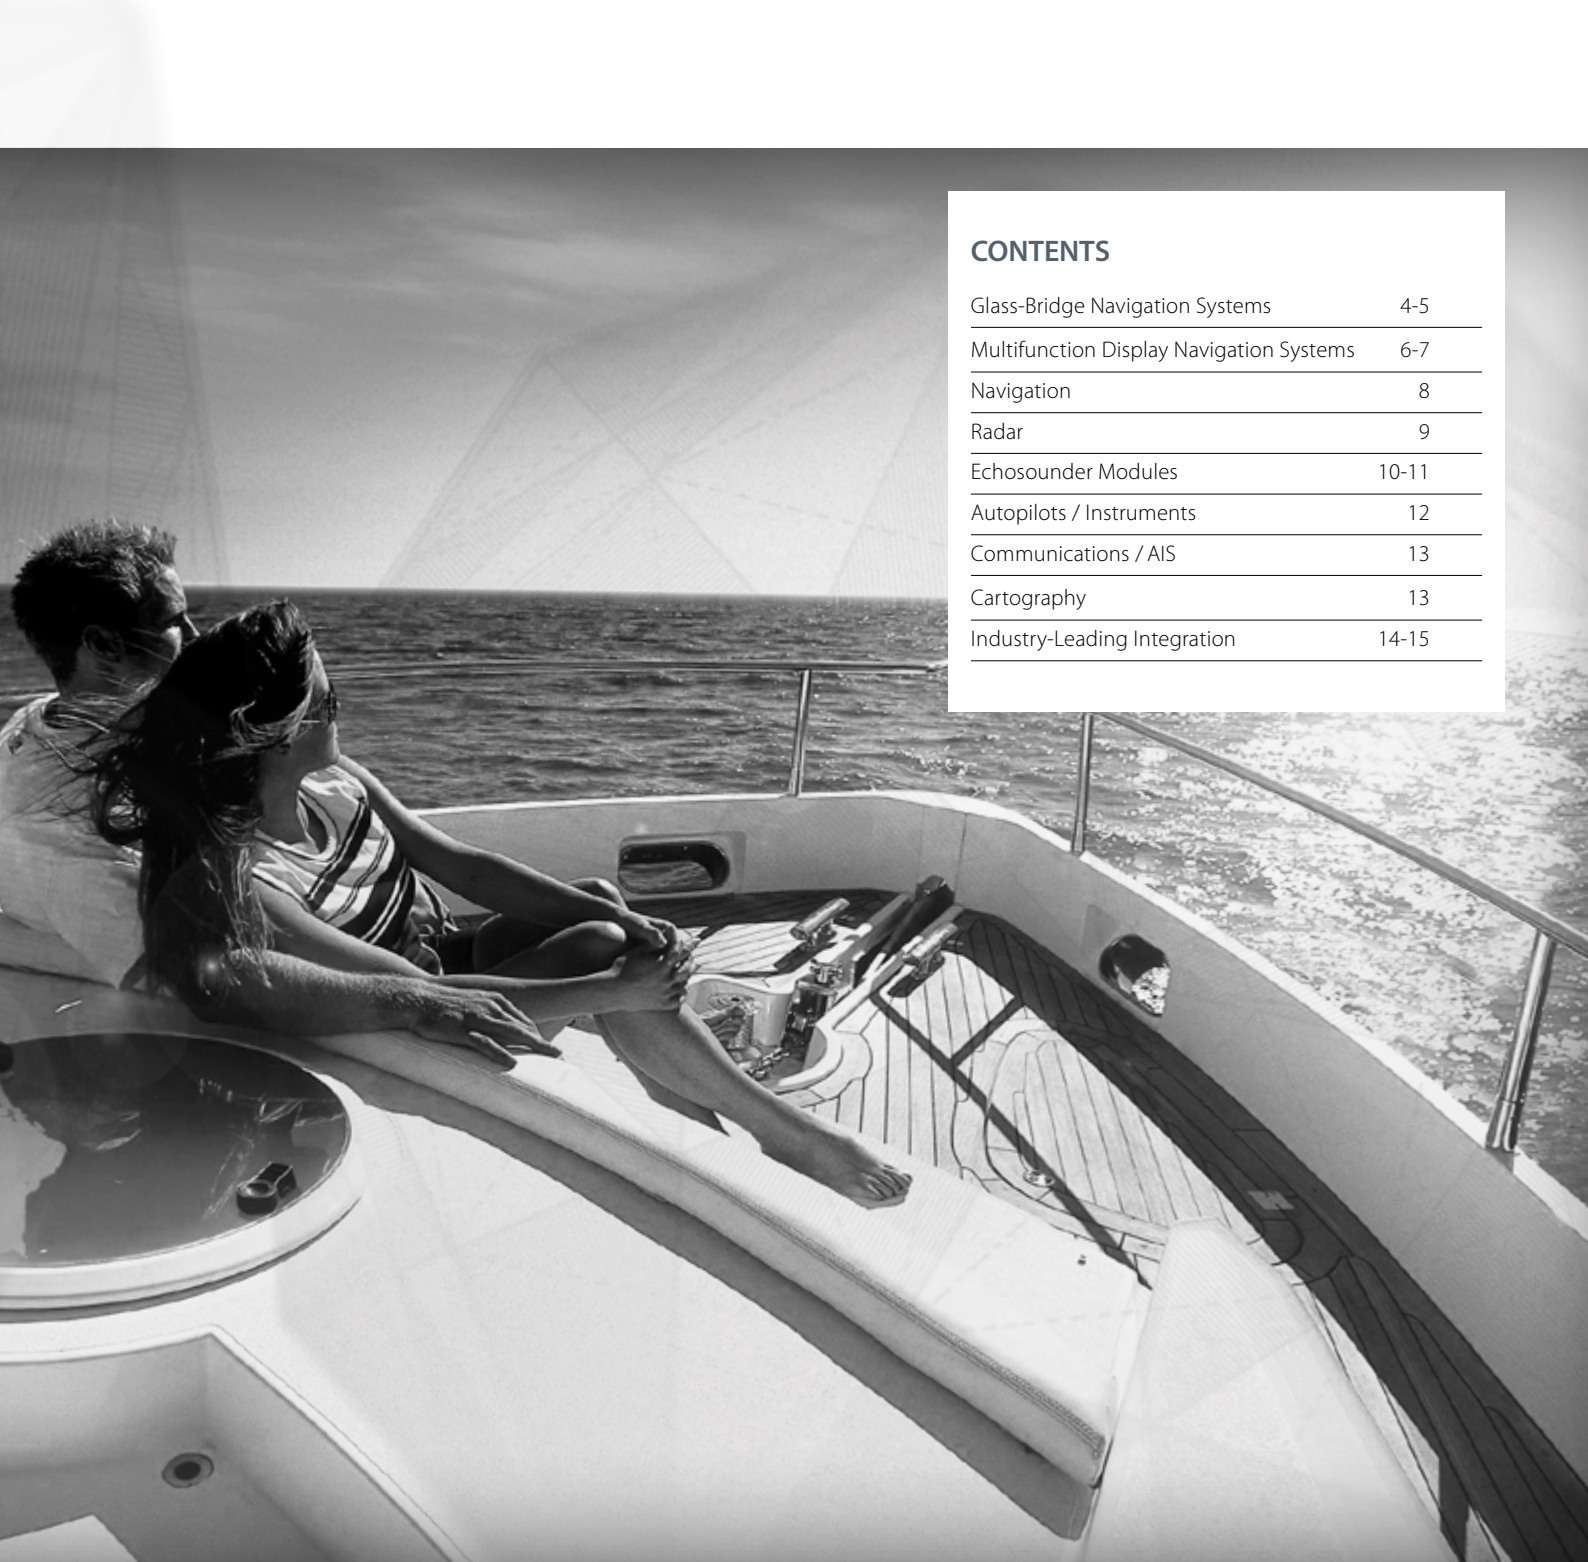 CONTENTS
Glass-Bridge Navigation Systems 4-5
Multifunction Display Navigation Systems 6-7
Navigation 8
Radar 9
Echosounder Modules 10-11
Autopilots / Instruments 12
Communications / AIS 13
Cartography 13
Industry-Leading Integration 14-15